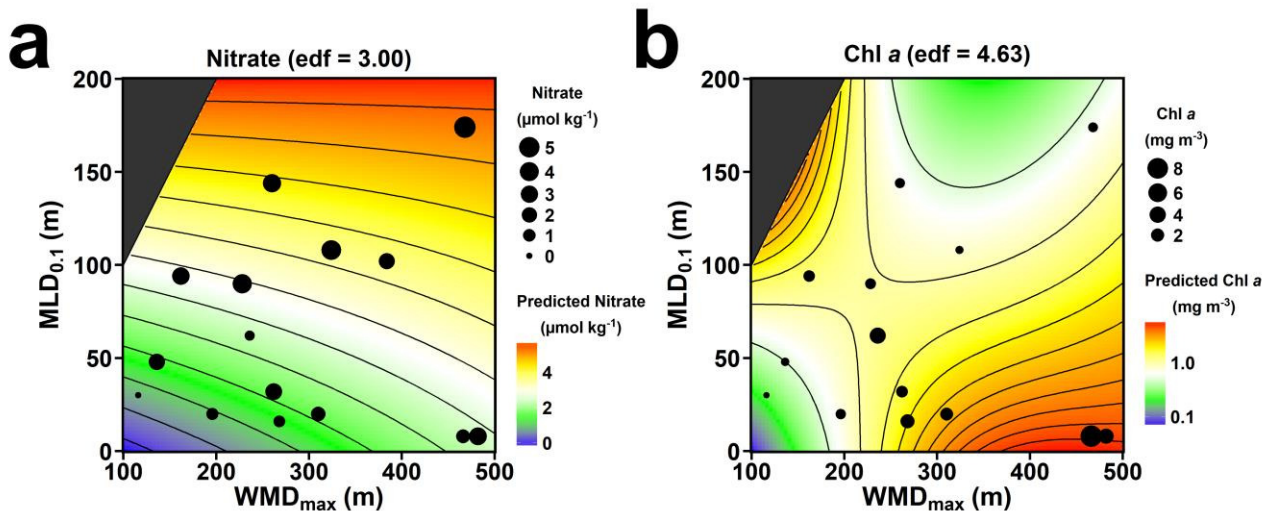 a
Nitrate (edf = 3.00)
200
150
100
50
0
MLD0.1 (m)
100
200
300
400
500
WMDmax (m)
Nitrate
(µmol kg-1)
5
4
3
2
1
0
Predicted Nitrate
(µmol kg-1)
4
2
0
b
Chl a (edf = 4.63)
200
150
100
50
0
MLD0.1 (m)
100
200
300
400
500
WMDmax (m)
Chl a
(mg m-3)
8
6
4
2
Predicted Chl a
(mg m-3)
1.0
0.1